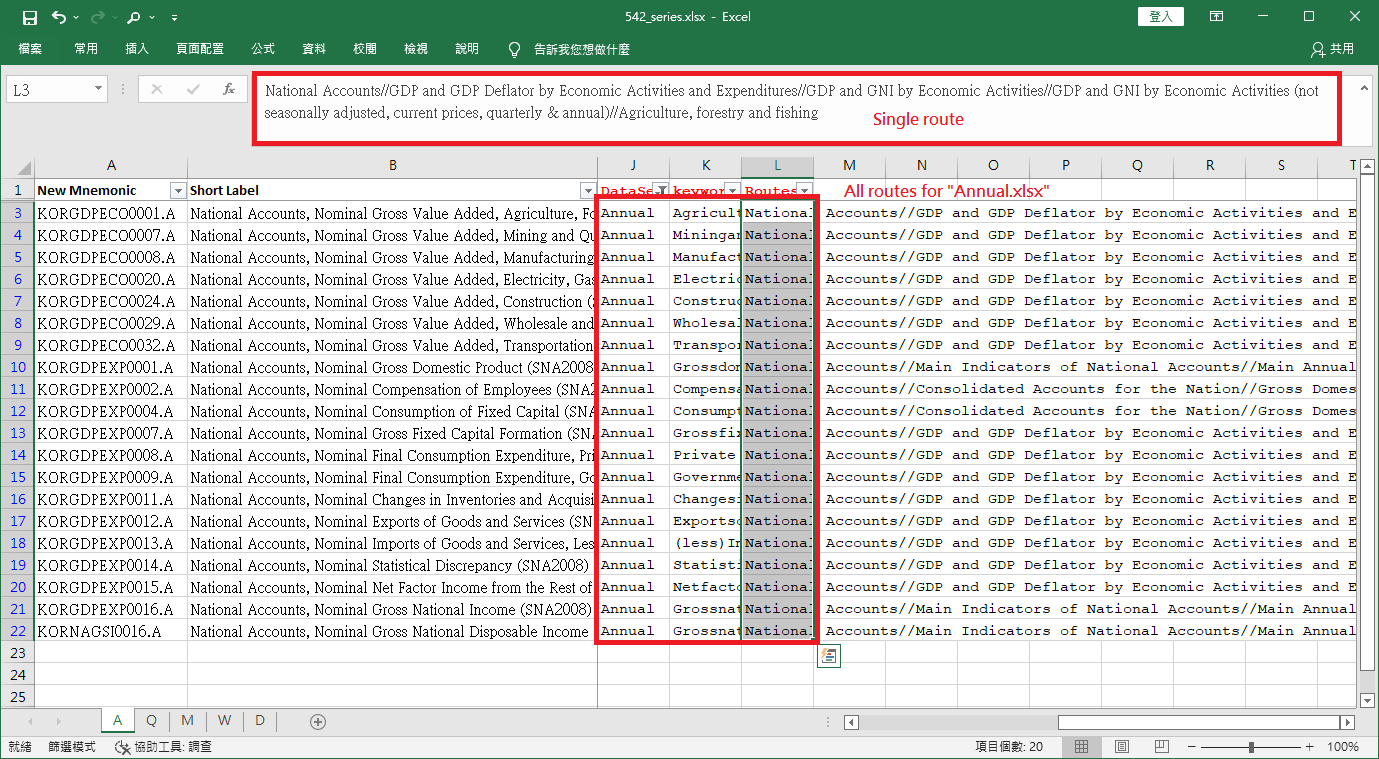 542_series.xlsx - Excel
登入
檔案 常用 插入 頁面配置 公式 資料 校閱 檢視 說明 告訴我您想做什麼 共用
L3 fx National Accounts//GDP and GDP Deflator by Economic Activities and Expenditures//GDP and GNI by Economic Activities//GDP and GNI by Economic Activities (not
seasonally adjusted, current prices, quarterly & annual)//Agriculture, forestry and fishing
Single route
A B J K L M N O P Q R S T
1 New Mnemonic Short Label DataSe keywor Routes All routes for "Annual.xlsx"
3 KORGDPECO0001.A National Accounts, Nominal Gross Value Added, Agriculture, Fo Annual Agricult National Accounts//GDP and GDP Deflator by Economic Activities and E
4 KORGDPECO0007.A National Accounts, Nominal Gross Value Added, Mining and Qu Annual Miningan National Accounts//GDP and GDP Deflator by Economic Activities and E
5 KORGDPECO0008.A National Accounts, Nominal Gross Value Added, Manufacturing Annual Manufact National Accounts//GDP and GDP Deflator by Economic Activities and E
6 KORGDPECO0020.A National Accounts, Nominal Gross Value Added, Electricity, Gas Annual Electric National Accounts//GDP and GDP Deflator by Economic Activities and E
7 KORGDPECO0024.A National Accounts, Nominal Gross Value Added, Construction (S Annual Construc National Accounts//GDP and GDP Deflator by Economic Activities and E
8 KORGDPECO0029.A National Accounts, Nominal Gross Value Added, Wholesale and Annual Wholesal National Accounts//GDP and GDP Deflator by Economic Activities and E
9 KORGDPECO0032.A National Accounts, Nominal Gross Value Added, Transportation Annual Transpor National Accounts//GDP and GDP Deflator by Economic Activities and E
10 KORGDPEXP0001.A National Accounts, Nominal Gross Domestic Product (SNA2008 Annual Grossdom National Accounts//Main Indicators of National Accounts//Main Annual
11 KORGDPEXP0002.A National Accounts, Nominal Compensation of Employees (SNA2 Annual Compensa National Accounts//Consolidated Accounts for the Nation//Gross Domes
12 KORGDPEXP0004.A National Accounts, Nominal Consumption of Fixed Capital (SNA Annual Consumpt National Accounts//Consolidated Accounts for the Nation//Gross Domes
13 KORGDPEXP0007.A National Accounts, Nominal Gross Fixed Capital Formation (SNA Annual Grossfix National Accounts//GDP and GDP Deflator by Economic Activities and E
14 KORGDPEXP0008.A National Accounts, Nominal Final Consumption Expenditure, Pri Annual Private National Accounts//GDP and GDP Deflator by Economic Activities and E
15 KORGDPEXP0009.A National Accounts, Nominal Final Consumption Expenditure, Go Annual Governme National Accounts//GDP and GDP Deflator by Economic Activities and E
16 KORGDPEXP0011.A National Accounts, Nominal Changes in Inventories and Acquisi Annual Changesi National Accounts//GDP and GDP Deflator by Economic Activities and E
17 KORGDPEXP0012.A National Accounts, Nominal Exports of Goods and Services (SN Annual Exportso National Accounts//GDP and GDP Deflator by Economic Activities and E
18 KORGDPEXP0013.A National Accounts, Nominal Imports of Goods and Services, Les Annual (less)Im National Accounts//GDP and GDP Deflator by Economic Activities and E
19 KORGDPEXP0014.A National Accounts, Nominal Statistical Discrepancy (SNA2008) Annual Statisti National Accounts//GDP and GDP Deflator by Economic Activities and E
20 KORGDPEXP0015.A National Accounts, Nominal Net Factor Income from the Rest of Annual Netfacto National Accounts//GDP and GDP Deflator by Economic Activities and E
21 KORGDPEXP0016.A National Accounts, Nominal Gross National Income (SNA2008) Annual Grossnat National Accounts//Main Indicators of National Accounts//Main Annual
22 KORNAGSI0016.A National Accounts, Nominal Gross National Disposable Income Annual Grossnat National Accounts//Main Indicators of National Accounts//Main Annual
23
24
25
A Q M W D
就緒 篩選模式 協助工具: 調查 項目個數: 20 100%